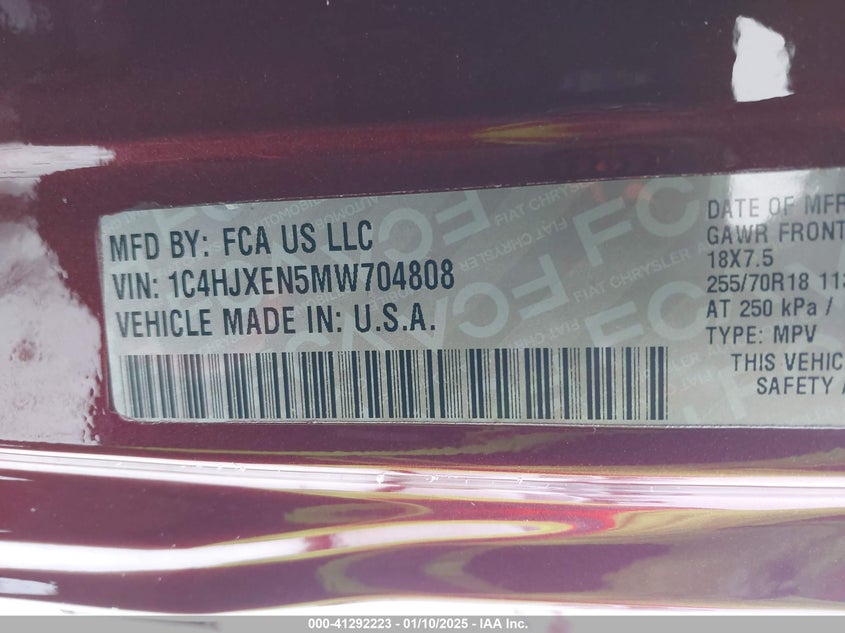 MFD BY: FCA US LLC
VIN: 1C4HJXEN5MW704808
VEHICLE MADE IN: U.S.A.
DATE OF MFR
GAWR FRONT
18X7.5
255/70R18 113
AT 250 kPa /
TYPE: MPV
THIS VEHIC
SAFETY A
000-41292223 - 01/10/2025 - IAA Inc.